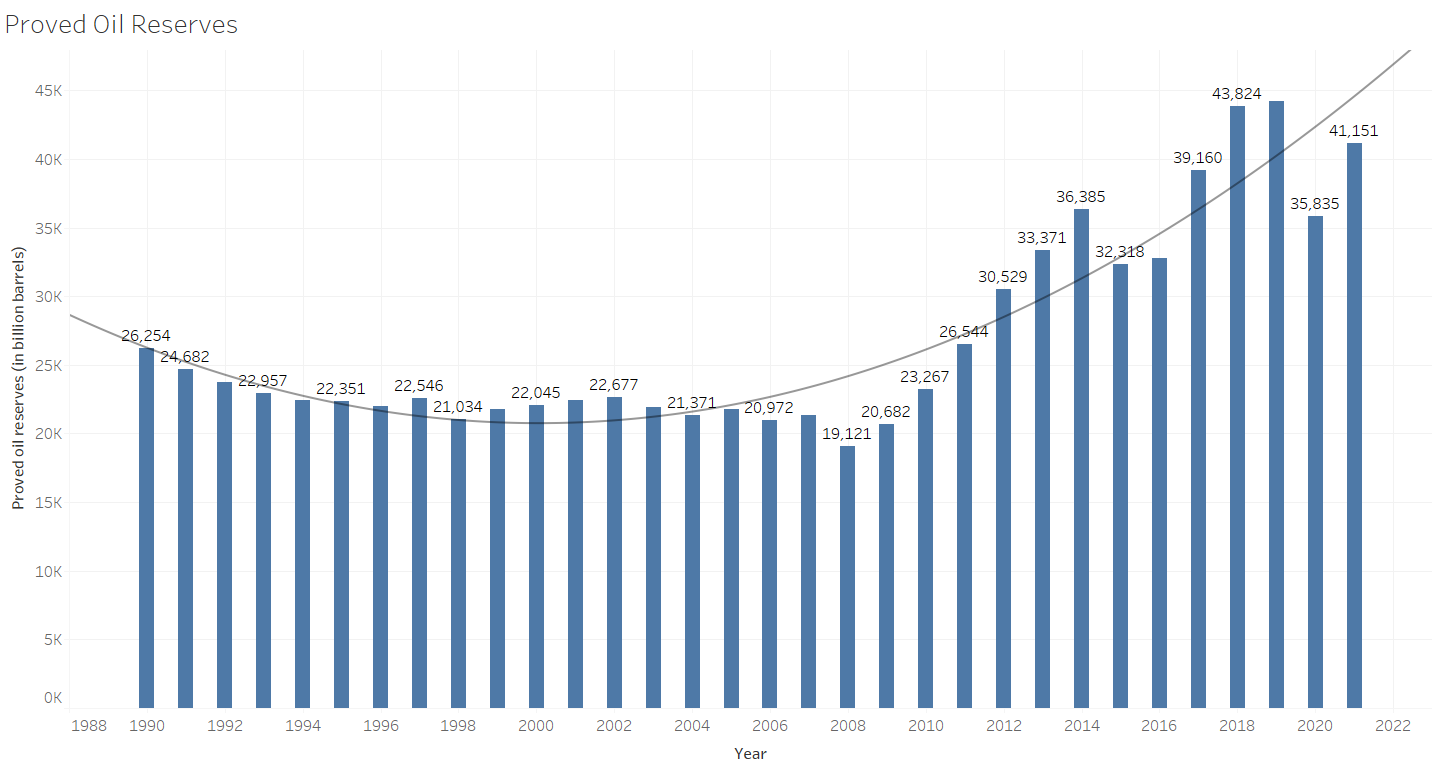 Proved Oil Reserves
Proved oil reserves (in billion barrels)
45K
40K
35K
30K
25K
20K
15K
10K
5K
0K
26,254
24,682
22,957
22,351
22,546
21,034
22,045
22,677
21,371
20,972
19,121
20,682
23,267
26,544
30,529
33,371
36,385
32,318
39,160
43,824
35,835
41,151
1988 1990 1992 1994 1996 1998 2000 2002 2004 2006 2008 2010 2012 2014 2016 2018 2020 2022
Year